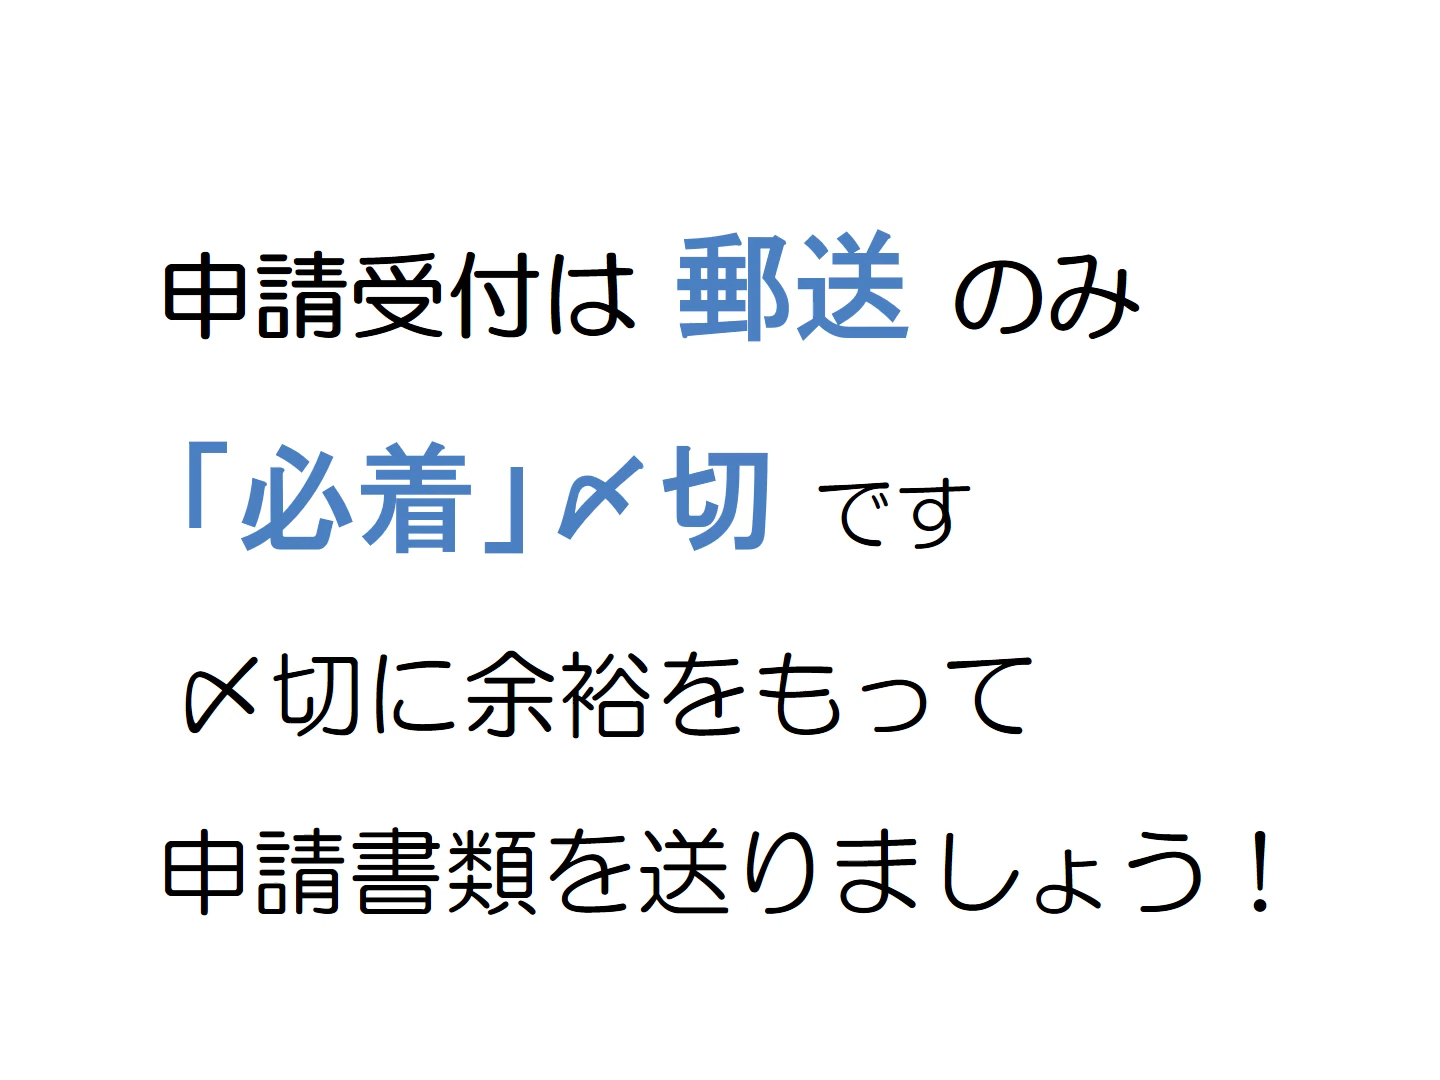 申請受付は 郵送 のみ
「必着」〆切 です
〆切に余裕をもって
申請書類を送りましょう！